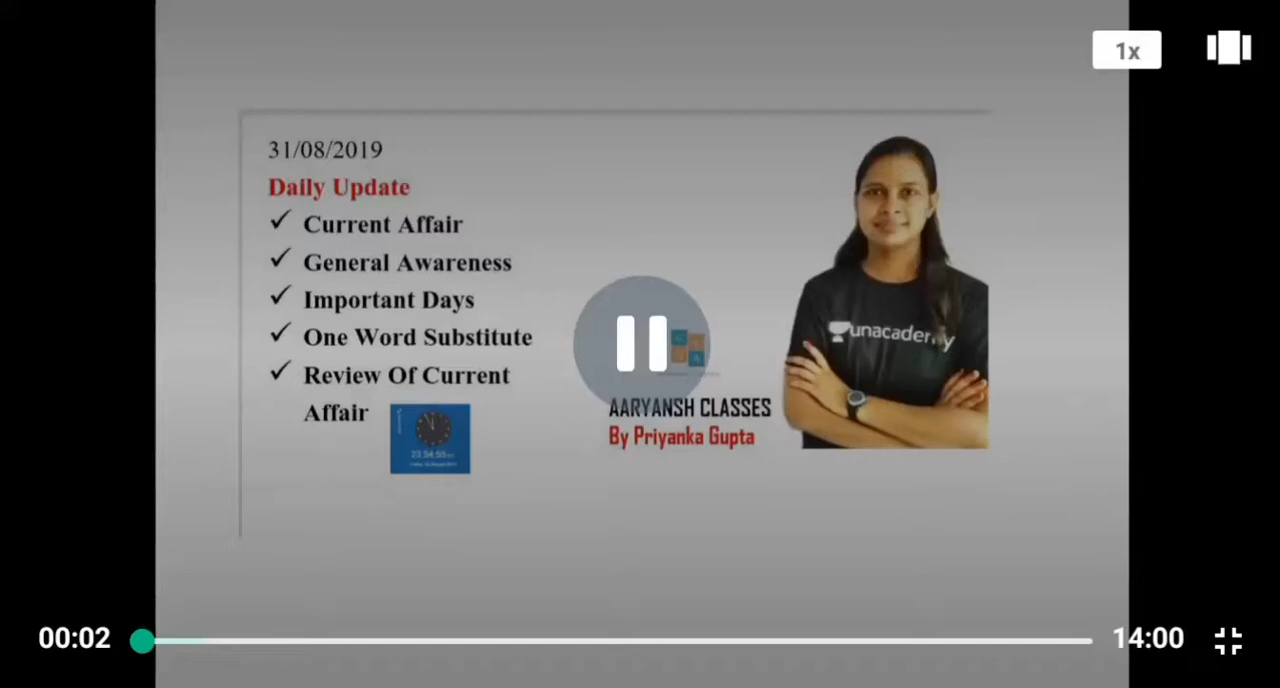 1x
31/08/2019
Daily Update
✓ Current Affair
✓ General Awareness
✓ Important Days
✓ One Word Substitute
✓ Review Of Current
Affair
unacademy
AARYANSH CLASSES
By Priyanka Gupta
00:02
14:00